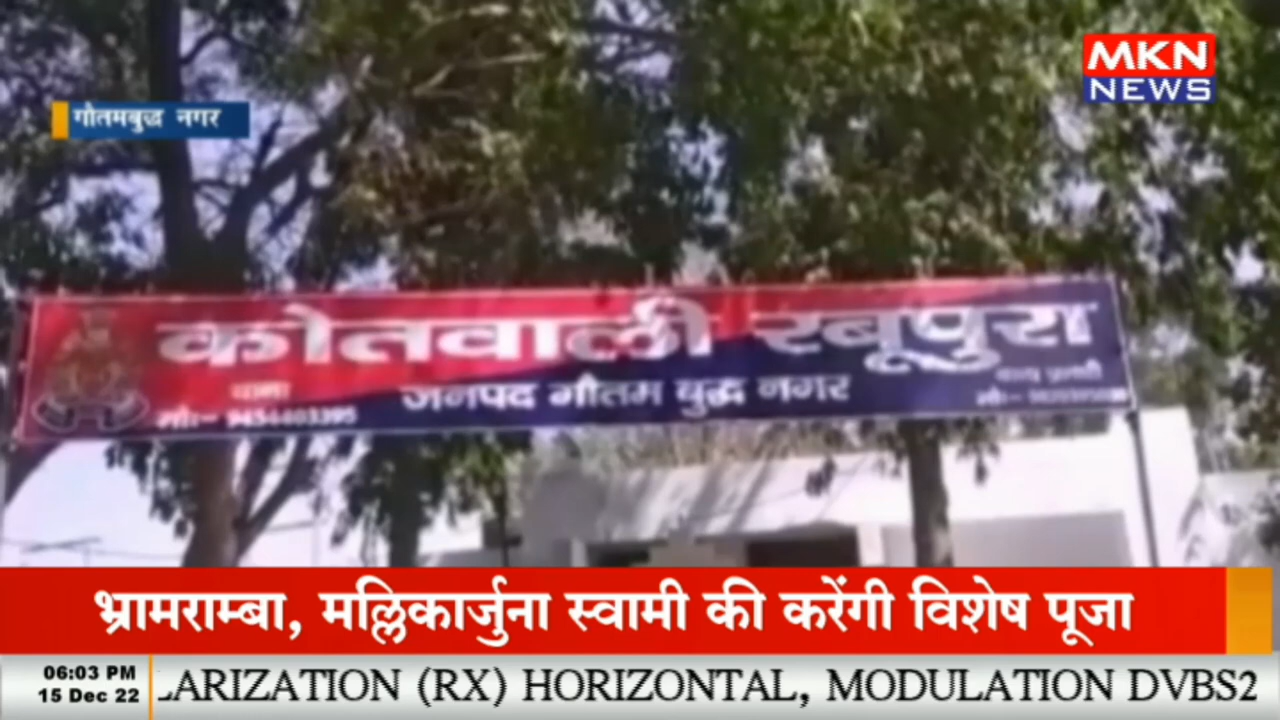 MKN
NEWS
गौतमबुद्ध नगर
कोतवाली रबूपुरा
थाना
जनपद गौतम बुद्ध नगर
मो:- 9454403395
मो:-
भ्रामराम्बा, मल्लिकार्जुना स्वामी की करेंगी विशेष पूजा
06:03 PM
15 Dec 22
LARIZATION (RX) HORIZONTAL, MODULATION DVBS2